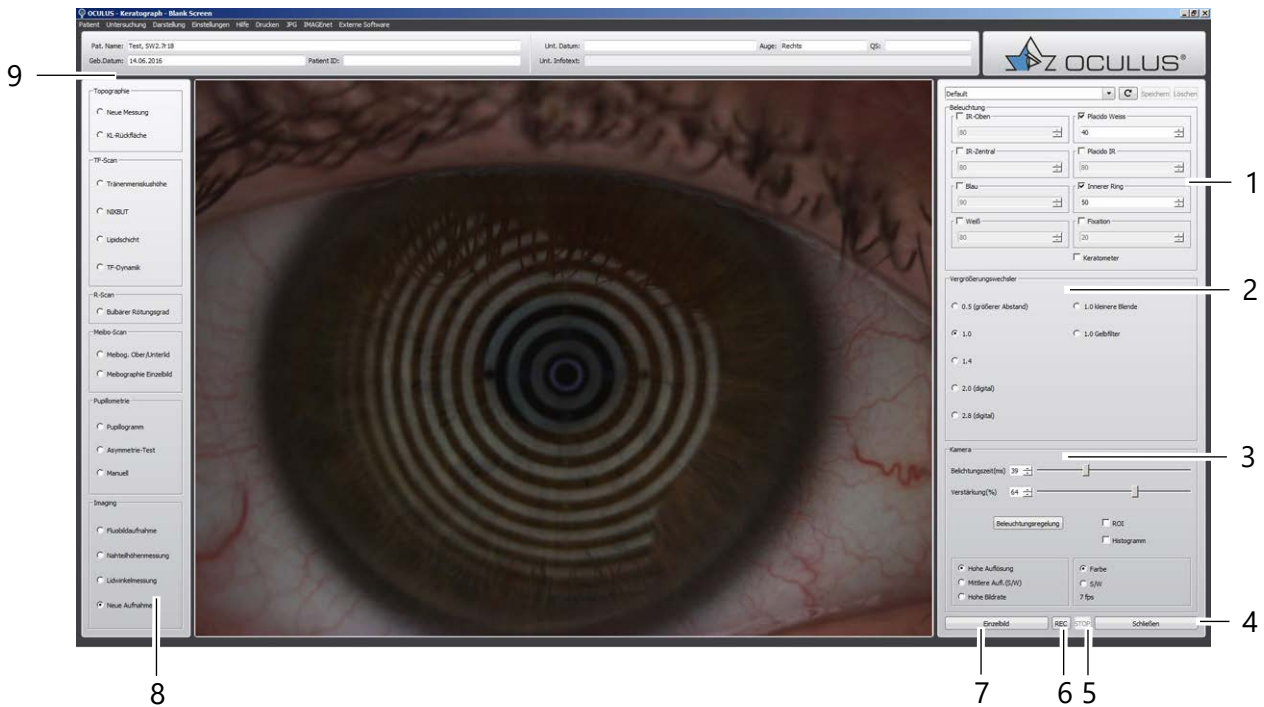 OCULUS - Keratograph - Blank Screen
Patient Untersuchung Darstellung Einstellungen Hilfe Drucken JPG IMAGEnet Externe Software
Pat. Name: Test, SW2.7r18 Unt. Datum: Auge: Rechts QS:
Geb.Datum: 14.06.2016 Patient ID: Unt. Infotext:
OCULUS®
9
Topographie
Neue Messung
KL-Rückfläche
TF-Scan
Tränenmeniskushöhe
NIKBUT
Lipidschicht
TF-Dynamik
R-Scan
Bulbärer Rötungsgrad
Meibo-Scan
Meibog. Ober/Unterlid
Meibographie Einzelbild
Pupillometrie
Pupillogramm
Asymmetrie-Test
Manuell
Imaging
Fluobildaufnahme
Nahteilhöhenmessung
Lidwinkelmessung
Neue Aufnahme
8
Default C Speichern Löschen
Beleuchtung
IR-Oben Placido Weiss
80 40
IR-Zentral Placido IR
80 80
1
Blau Innerer Ring
90 50
Weiß Fixation
80 20
Keratometer
Vergrößerungswechsler
2
0.5 (größerer Abstand) 1.0 kleinere Blende
1.0 1.0 Gelbfilter
1.4
2.0 (digital)
2.8 (digital)
Kamera
3
Belichtungszeit(ms) 39
Verstärkung(%) 64
Beleuchtungsregelung ROI
Histogramm
Hohe Auflösung Farbe
Mittlere Aufl.(S/W) S/W
Hohe Bildrate 7 fps
Einzelbild REC STOP Schließen
4
7 6 5